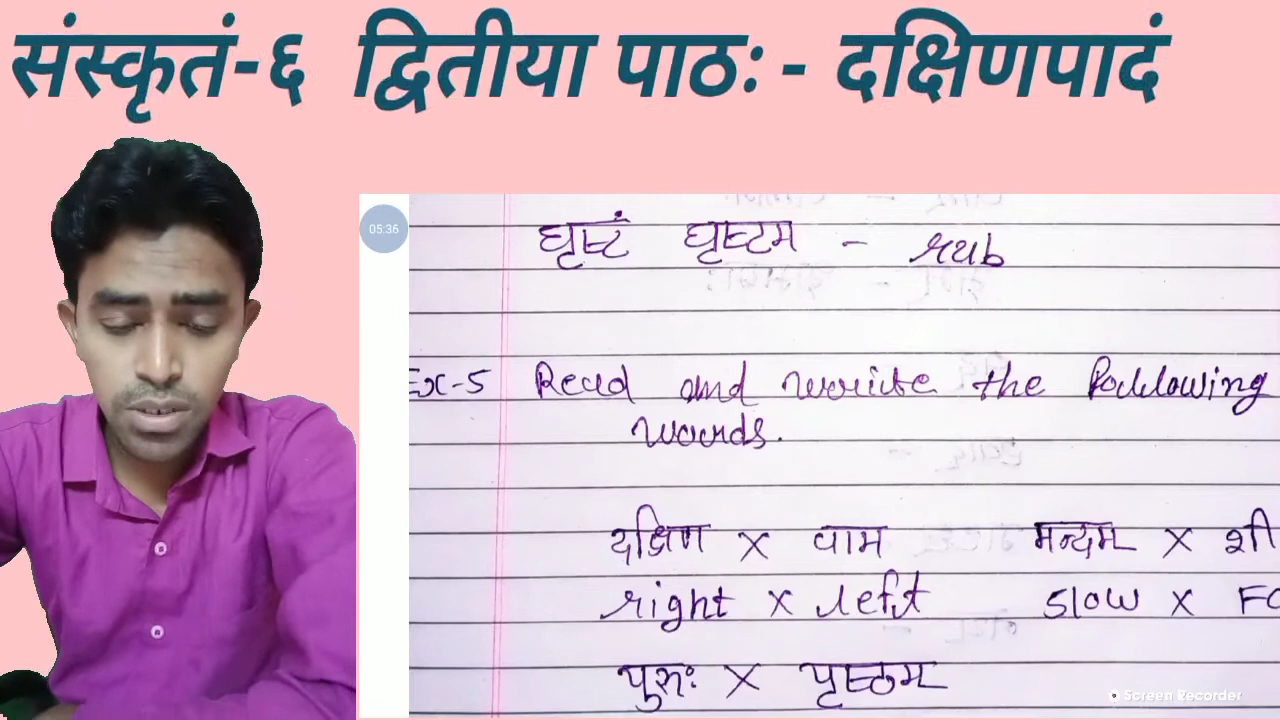 संस्कृतं-६ द्वितीया पाठः - दक्षिणपादं
05:36
घृष्टं घृष्टम - rub
Ex-5 Read and write the following
words.
दक्षिण x वाम मन्दम x शी
right x left slow x Fa
पुरुः x पृष्ठम
Screen Recorder